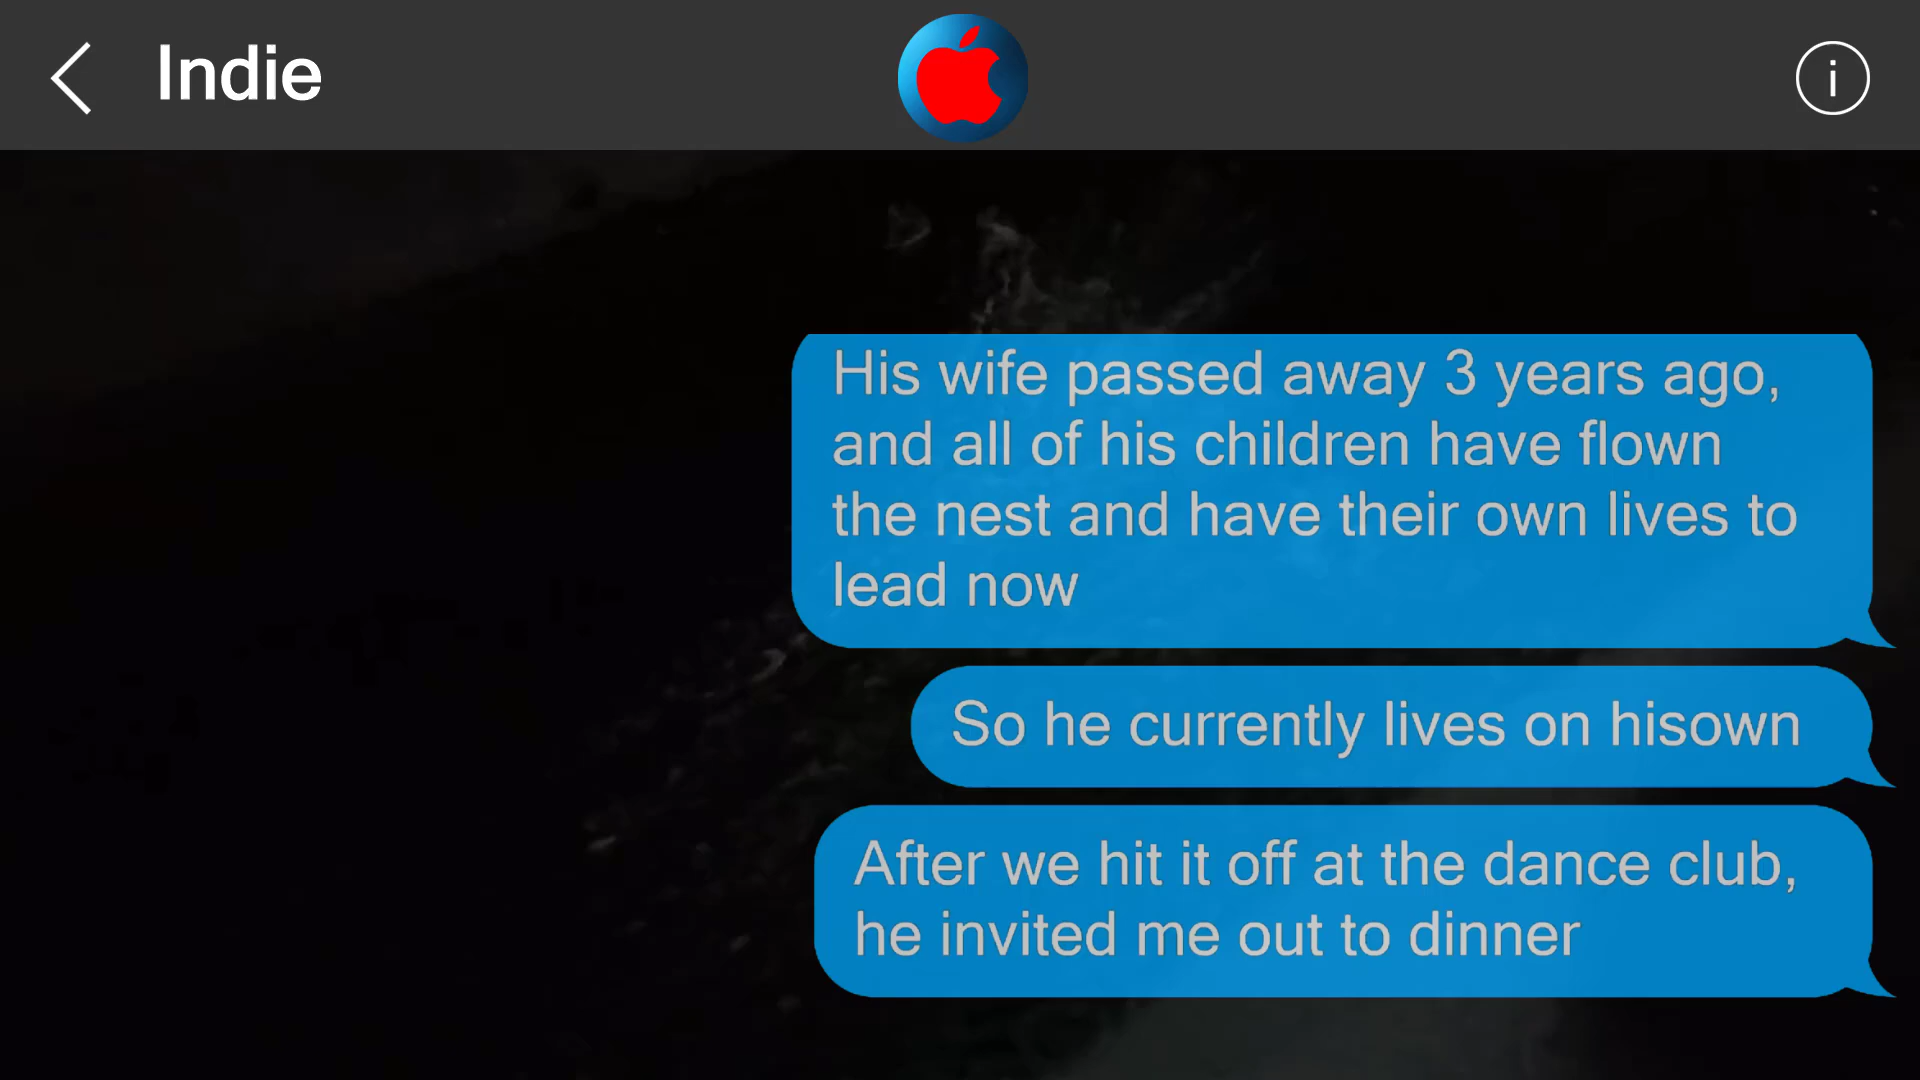 Indie
i
His wife passed away 3 years ago,
and all of his children have flown
the nest and have their own lives to
lead now
So he currently lives on hisown
After we hit it off at the dance club,
he invited me out to dinner